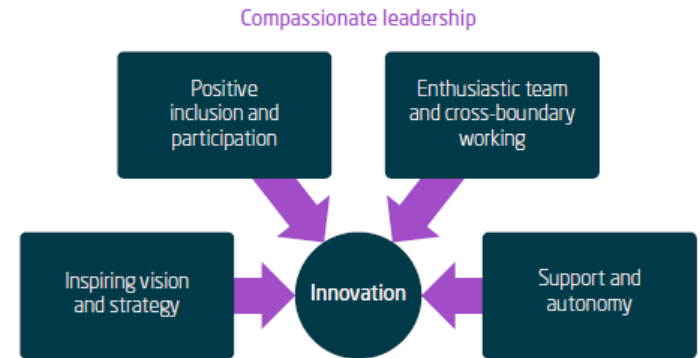 Compassionate leadership
Positive
inclusion and
participation
Enthusiastic team
and cross-boundary
working
Inspiring vision
and strategy
Innovation
Support and
autonomy